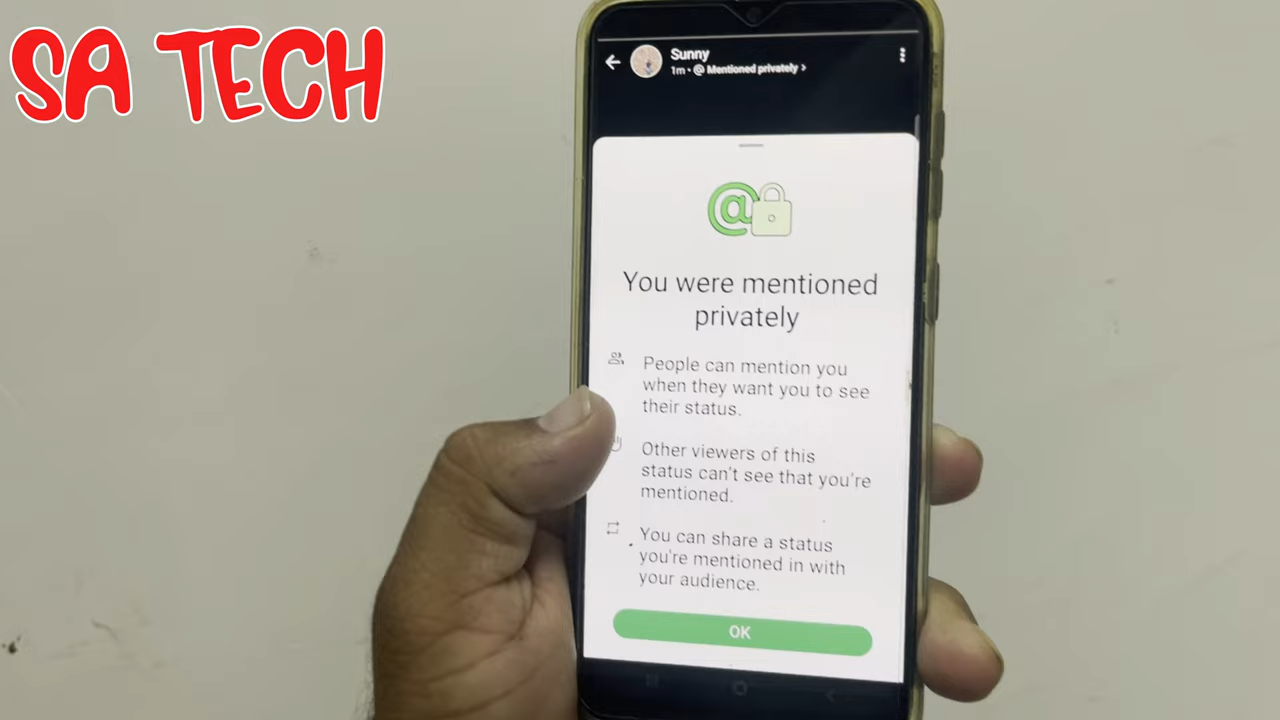 SA TECH
Sunny
1m • @ Mentioned privately >
You were mentioned
privately
People can mention you
when they want you to see
their status.
Other viewers of this
status can't see that you're
mentioned.
You can share a status
you're mentioned in with
your audience.
OK